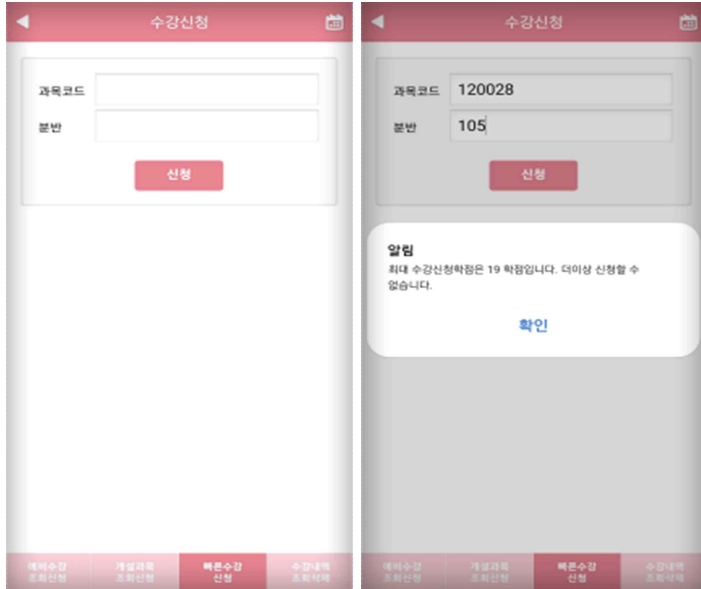 수강신청
과목코드
분반
신청
예비수강
조회신청
개설과목
조회신청
빠른수강
신청
수강내역
조회삭제
수강신청
과목코드 120028
분반 105
신청
알림
최대 수강신청학점은 19 학점입니다. 더이상 신청할 수
없습니다.
확인
예비수강
조회신청
개설과목
조회신청
빠른수강
신청
수강내역
조회삭제